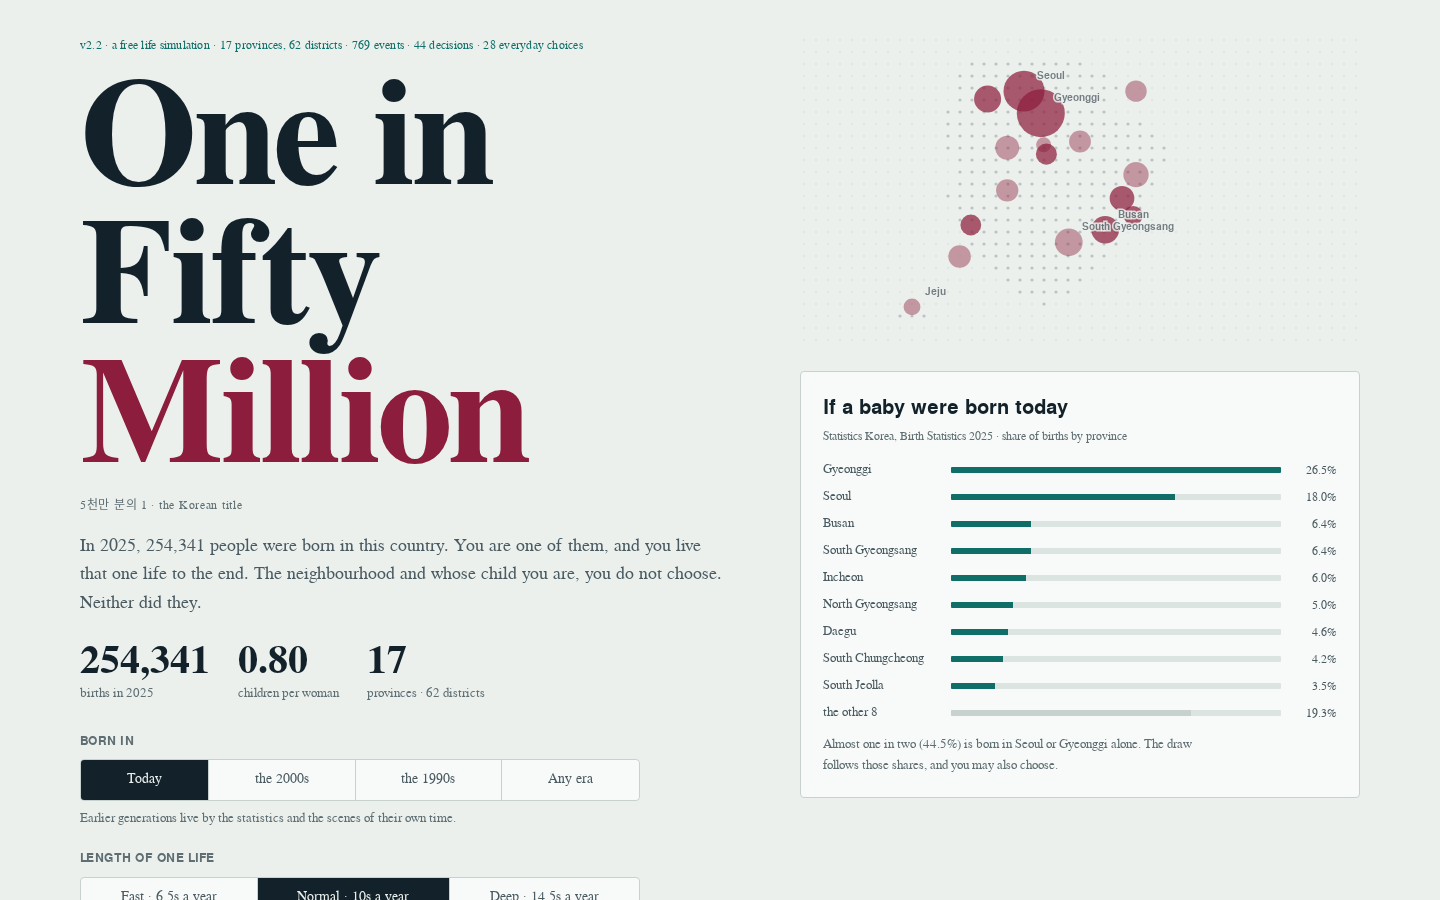 v2.2 · a free life simulation · 17 provinces, 62 districts · 769 events · 44 decisions · 28 everyday choices
One in
Fifty
Million
5천만 분의 1 · the Korean title
In 2025, 254,341 people were born in this country. You are one of them, and you live
that one life to the end. The neighbourhood and whose child you are, you do not choose.
Neither did they.
254,341
births in 2025
0.80
children per woman
17
provinces · 62 districts
BORN IN
Today
the 2000s
the 1990s
Any era
Earlier generations live by the statistics and the scenes of their own time.
LENGTH OF ONE LIFE
Fast · 6.5s a year
Normal · 10s a year
Deep · 14.5s a year
Seoul
Gyeonggi
Busan
South Gyeongsang
Jeju
If a baby were born today
Statistics Korea, Birth Statistics 2025 · share of births by province
Gyeonggi 26.5%
Seoul 18.0%
Busan 6.4%
South Gyeongsang 6.4%
Incheon 6.0%
North Gyeongsang 5.0%
Daegu 4.6%
South Chungcheong 4.2%
South Jeolla 3.5%
the other 8 19.3%
Almost one in two (44.5%) is born in Seoul or Gyeonggi alone. The draw
follows those shares, and you may also choose.